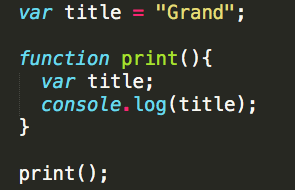 var title = "Grand";
function print(){
var title;
console.log(title);
}
print();